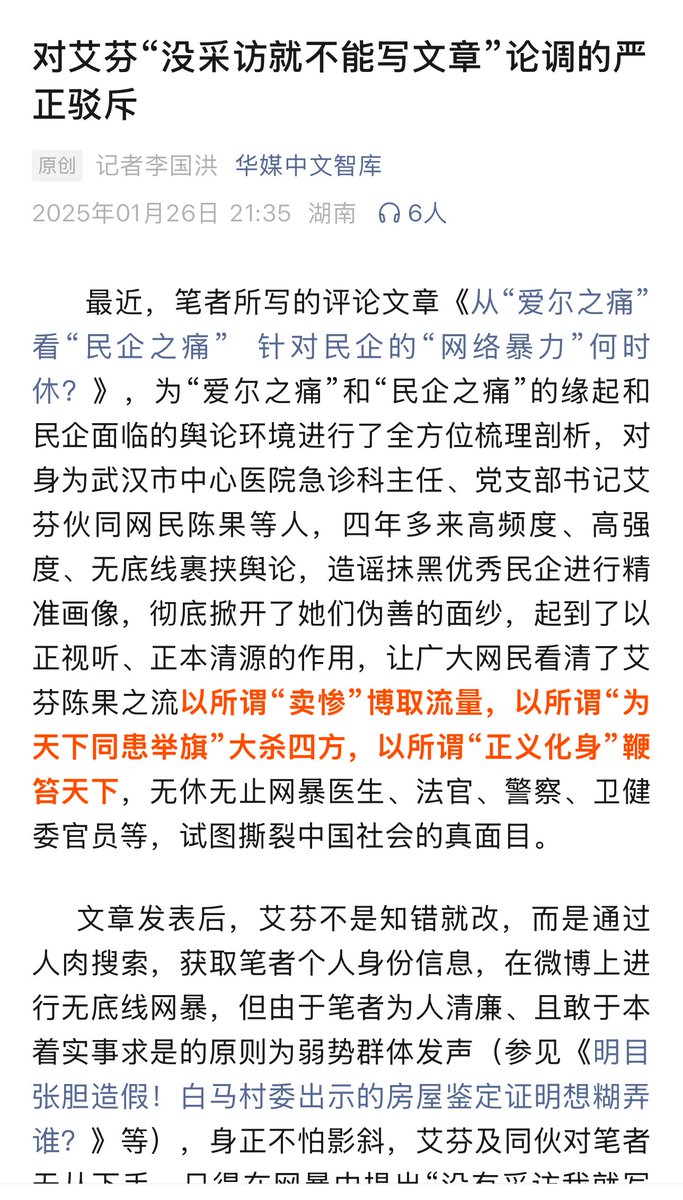 对艾芬“没采访就不能写文章”论调的严
正驳斥
原创 记者李国洪 华媒中文智库
2025年01月26日 21:35 湖南 6人
最近，笔者所写的评论文章《从“爱尔之痛”
看“民企之痛” 针对民企的“网络暴力”何时
休？》，为“爱尔之痛”和“民企之痛”的缘起和
民企面临的舆论环境进行了全方位梳理剖析，对
身为武汉市中心医院急诊科主任、党支部书记艾
芬伙同网民陈果等人，四年多来高频度、高强
度、无底线裹挟舆论，造谣抹黑优秀民企进行精
准画像，彻底掀开了她们伪善的面纱，起到了以
正视听、正本清源的作用，让广大网民看清了艾
芬陈果之流以所谓“卖惨”博取流量，以所谓“为
天下同患举旗”大杀四方，以所谓“正义化身”鞭
笞天下，无休无止网暴医生、法官、警察、卫健
委官员等，试图撕裂中国社会的真面目。
文章发表后，艾芬不是知错就改，而是通过
人肉搜索，获取笔者个人身份信息，在微博上进
行无底线网暴，但由于笔者为人清廉、且敢于本
着实事求是的原则为弱势群体发声（参见《明目
张胆造假！白马村委出示的房屋鉴定证明想糊弄
谁？》等），身正不怕影斜，艾芬及同伙对笔者
无从下手，只得在网暴中提出“没有采访我就写